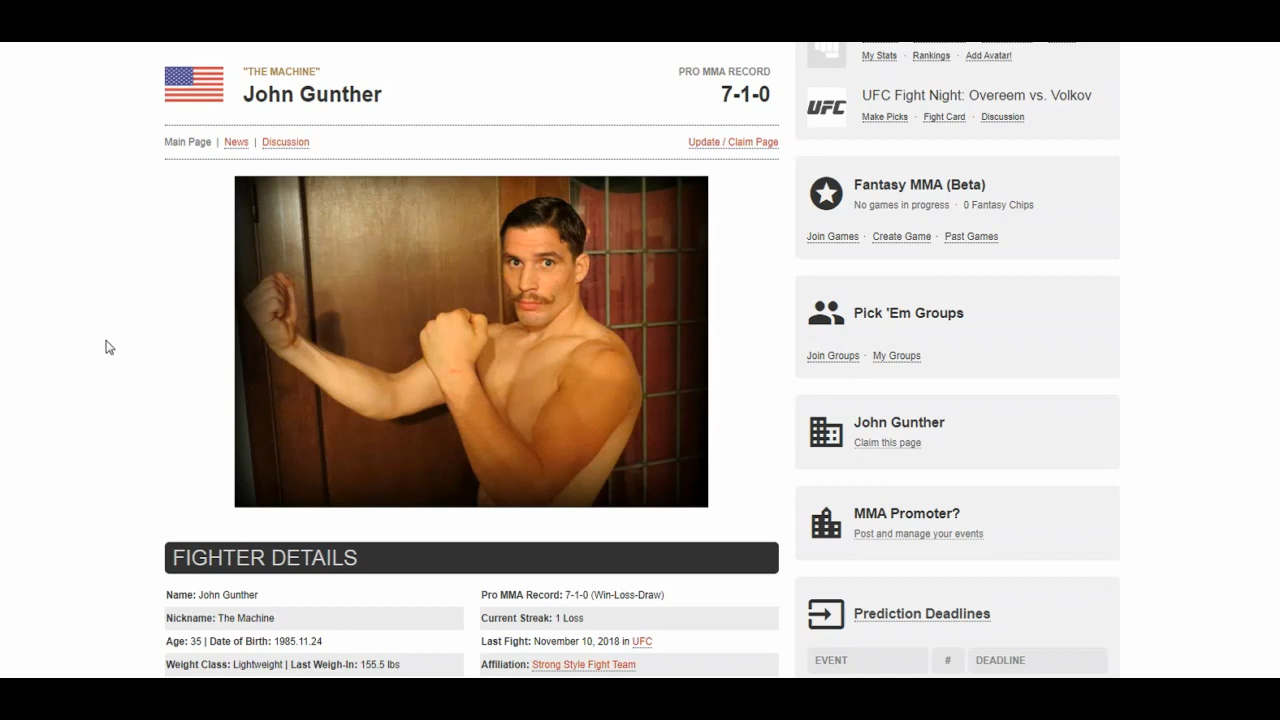 "THE MACHINE"
John Gunther
PRO MMA RECORD
7-1-0
Main Page | News | Discussion
Update / Claim Page
FIGHTER DETAILS
Name: John Gunther
Pro MMA Record: 7-1-0 (Win-Loss-Draw)
Nickname: The Machine
Current Streak: 1 Loss
Age: 35 | Date of Birth: 1985.11.24
Last Fight: November 10, 2018 in UFC
Weight Class: Lightweight | Last Weigh-In: 155.5 lbs
Affiliation: Strong Style Fight Team
My Stats · Rankings · Add Avatar!
UFC
UFC Fight Night: Overeem vs. Volkov
Make Picks · Fight Card · Discussion
Fantasy MMA (Beta)
No games in progress · 0 Fantasy Chips
Join Games · Create Game · Past Games
Pick 'Em Groups
Join Groups · My Groups
John Gunther
Claim this page
MMA Promoter?
Post and manage your events
Prediction Deadlines
EVENT # DEADLINE